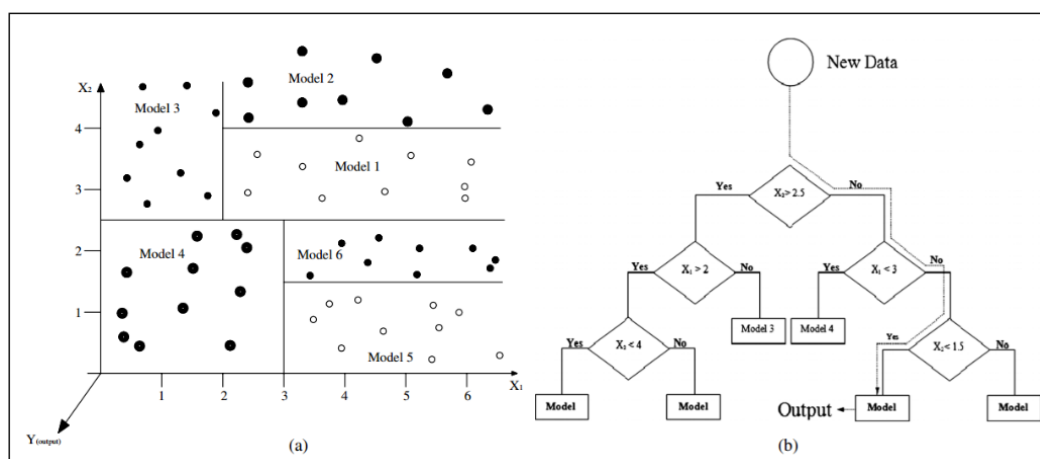 X₂
4
3
2
1
Model 2
Model 3
Model 1
Model 4
Model 6
Model 5
1
2
3
4
5
6
X₁
Y(output)
(a)
New Data
X₂> 2.5
Yes
No
X₁ > 2
Yes
No
X₁ < 3
Yes
No
Model 3
Model 4
Yes
< 4
No
Yes
X₂< 1.5
No
Model
Model
Output
Model
Model
(b)